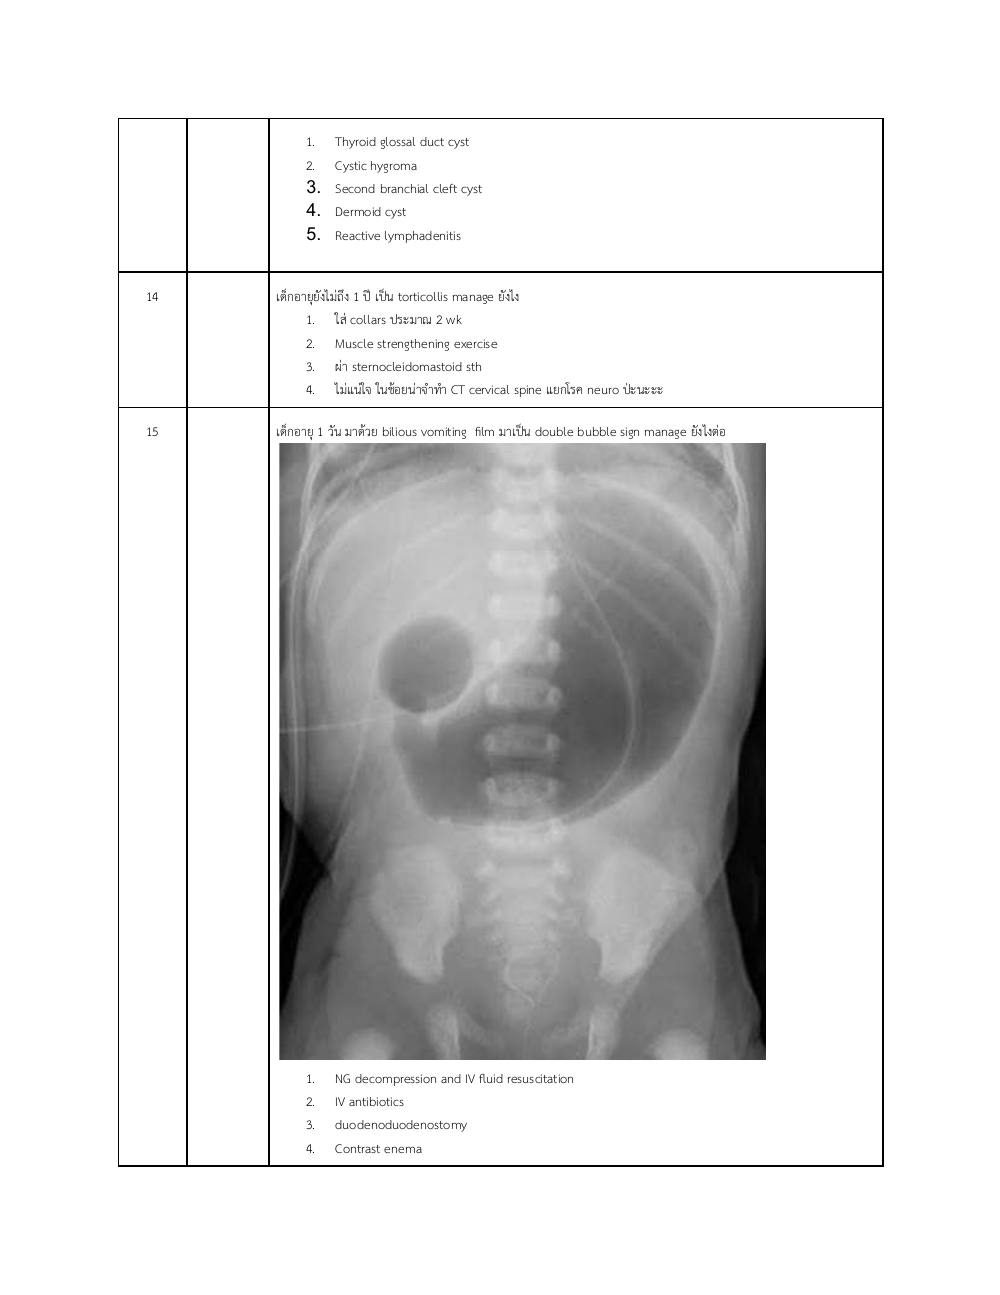 1. Thyroid glossal duct cyst
2. Cystic hygroma
3. Second branchial cleft cyst
4. Dermoid cyst
5. Reactive lymphadenitis
14 เด็กอายุยังไม่ถึง 1 ปี เป็น torticollis manage ยังไง
1. ใส่ collars ประมาณ 2 wk
2. Muscle strengthening exercise
3. ผ่า sternocleidomastoid sth
4. ไม่แน่ใจ ในช้อยน่าจำทำ CT cervical spine แยกโรค neuro ป่ะนะะะ
15 เด็กอายุ 1 วัน มาด้วย bilious vomiting film มาเป็น double bubble sign manage ยังไงต่อ
1. NG decompression and IV fluid resuscitation
2. IV antibiotics
3. duodenoduodenostomy
4. Contrast enema